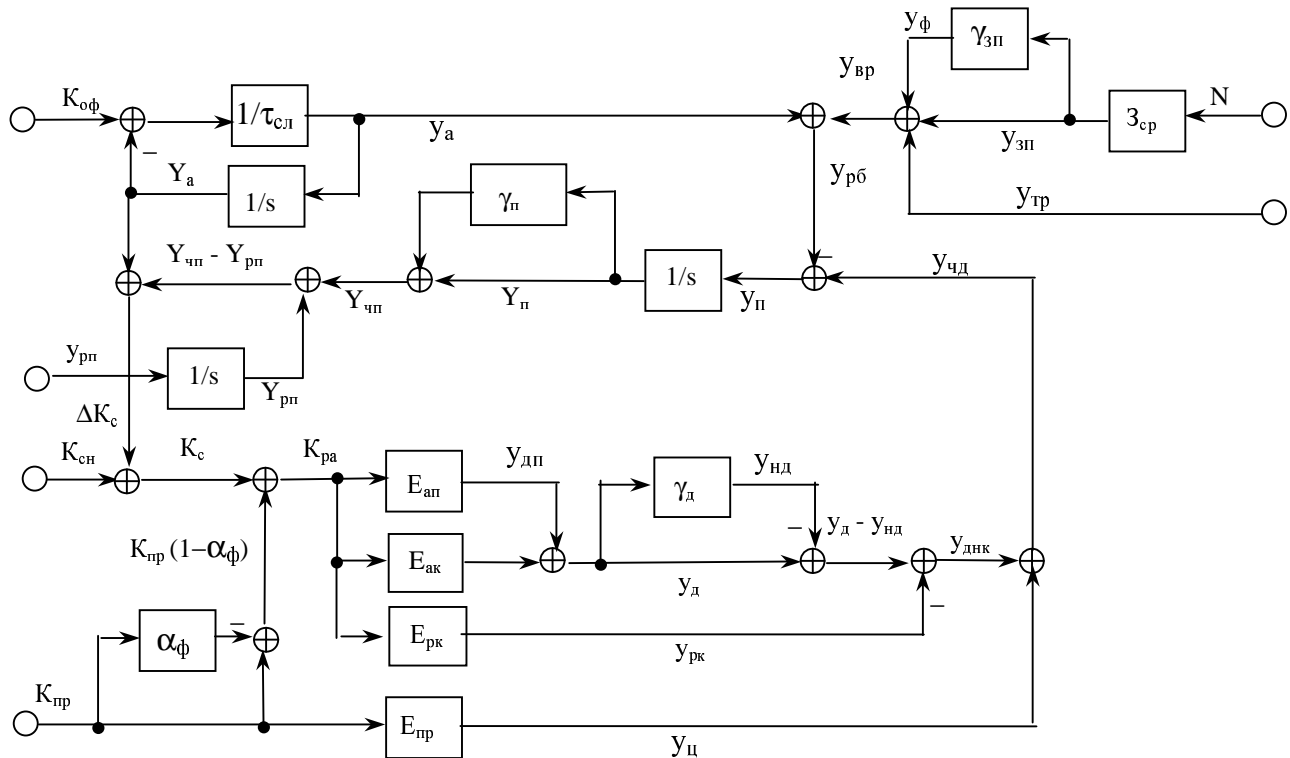 Kоф
1/τсл
–
Yа
1/s
yа
γп
yвр
yф
γзп
yзп
Зср
N
yрб
yтр
Yчп - Yрп
Yчп
Yп
1/s
yп
–
yчд
yрп
1/s
Yрп
ΔKс
Kсн
Kс
Kра
Eап
yдп
γд
yнд
–
yд - yнд
yднк
Kпр (1–αф)
Eак
yд
–
αф
–
Eрк
yрк
Kпр
Eпр
yц